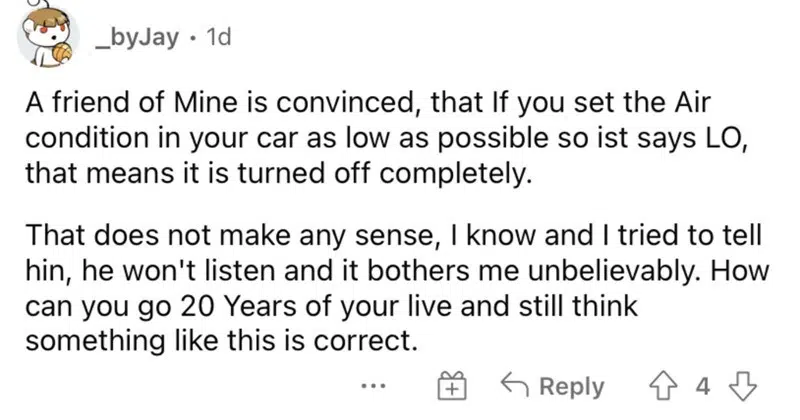 _byJay • 1d
A friend of Mine is convinced, that If you set the Air
condition in your car as low as possible so ist says LO,
that means it is turned off completely.
That does not make any sense, I know and I tried to tell
hin, he won't listen and it bothers me unbelievably. How
can you go 20 Years of your live and still think
something like this is correct.
... Reply 4